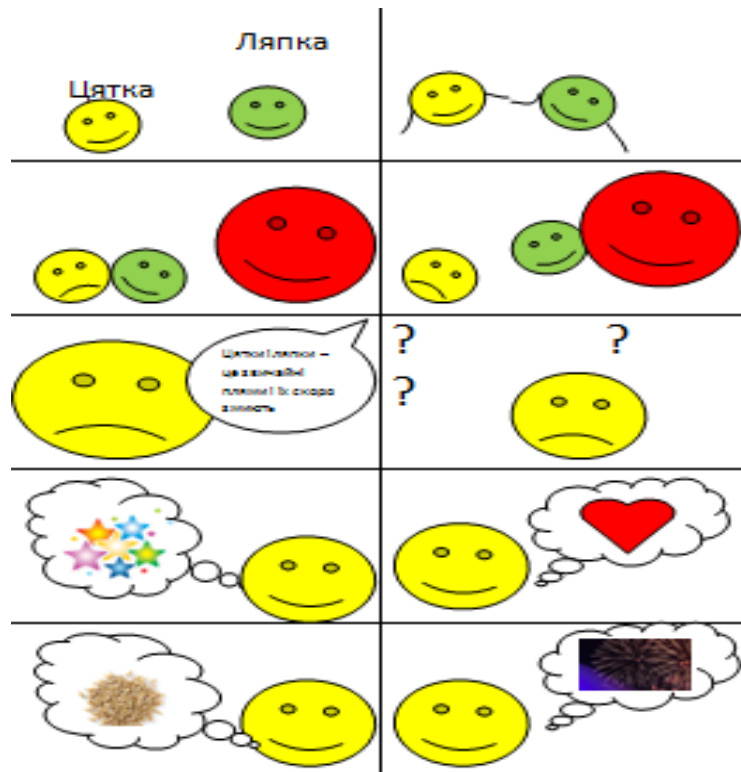 Ляпка
Цятка
Цятки і ляпки –
це звичайні
плями і їх скоро
змиють
?
?
?